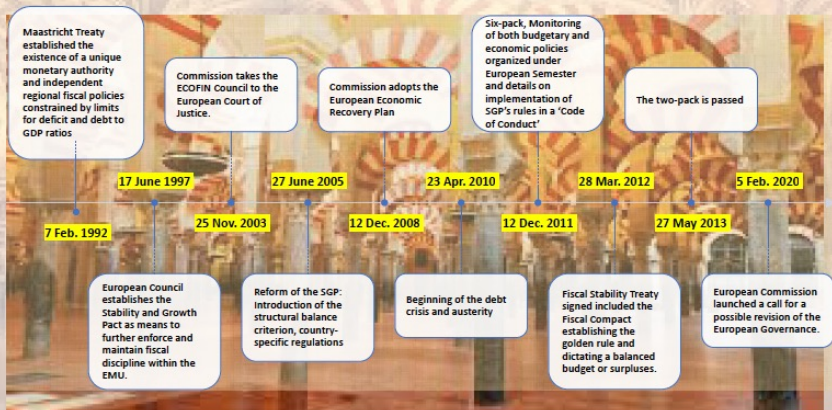 Maastricht Treaty
established the
existence of a unique
monetary authority
and independent
regional fiscal policies
constrained by limits
for deficit and debt to
GDP ratios
Commission takes the
ECOFIN Council to the
European Court of
Justice.
Commission adopts the
European Economic
Recovery Plan
Six-pack, Monitoring
of both budgetary and
economic policies
organized under
European Semester
and details on
implementation of
SGP's rules in a 'Code
of Conduct'
The two-pack is passed
17 June 1997
27 June 2005
23 Apr. 2010
28 Mar. 2012
5 Feb. 2020
7 Feb. 1992
25 Nov. 2003
12 Dec. 2008
12 Dec. 2011
27 May 2013
European Council
establishes the
Stability and Growth
Pact as means to
further enforce and
maintain fiscal
discipline within the
EMU.
Reform of the SGP:
Introduction of the
structural balance
criterion, country-
specific regulations
Beginning of the debt
crisis and austerity
Fiscal Stability Treaty
signed included the
Fiscal Compact
establishing the
golden rule and
dictating a balanced
budget or surpluses.
European Commission
launched a call for a
possible revision of the
European Governance.